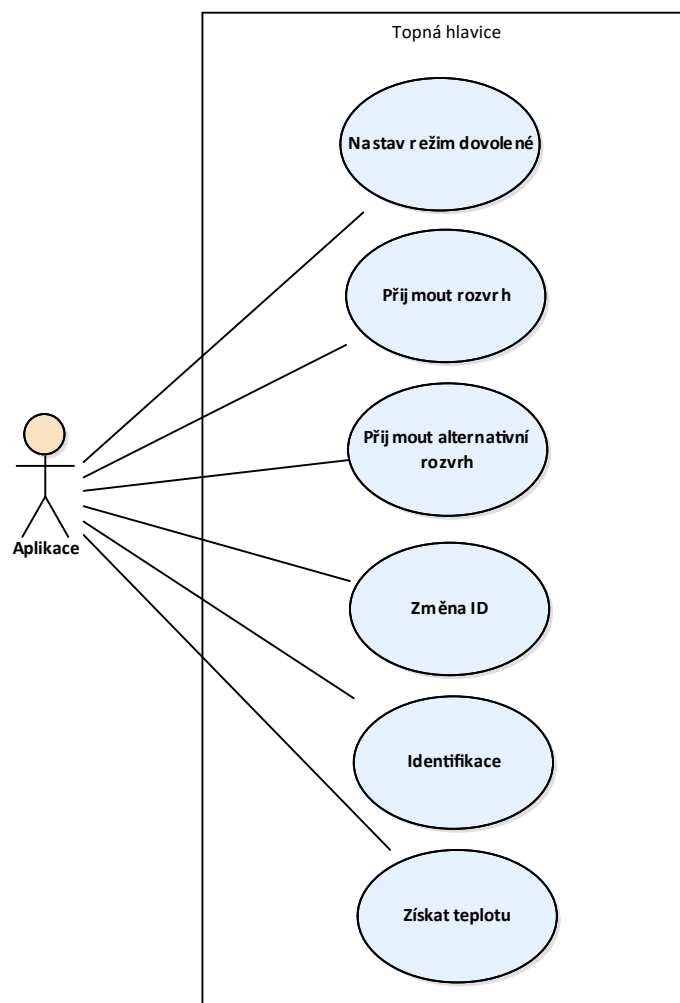 Topná hlavice
Nastav režim dovolené
Přijmout rozvrh
Přijmout alternativní
rozvrh
Aplikace
Změna ID
Identifikace
Získat teplotu